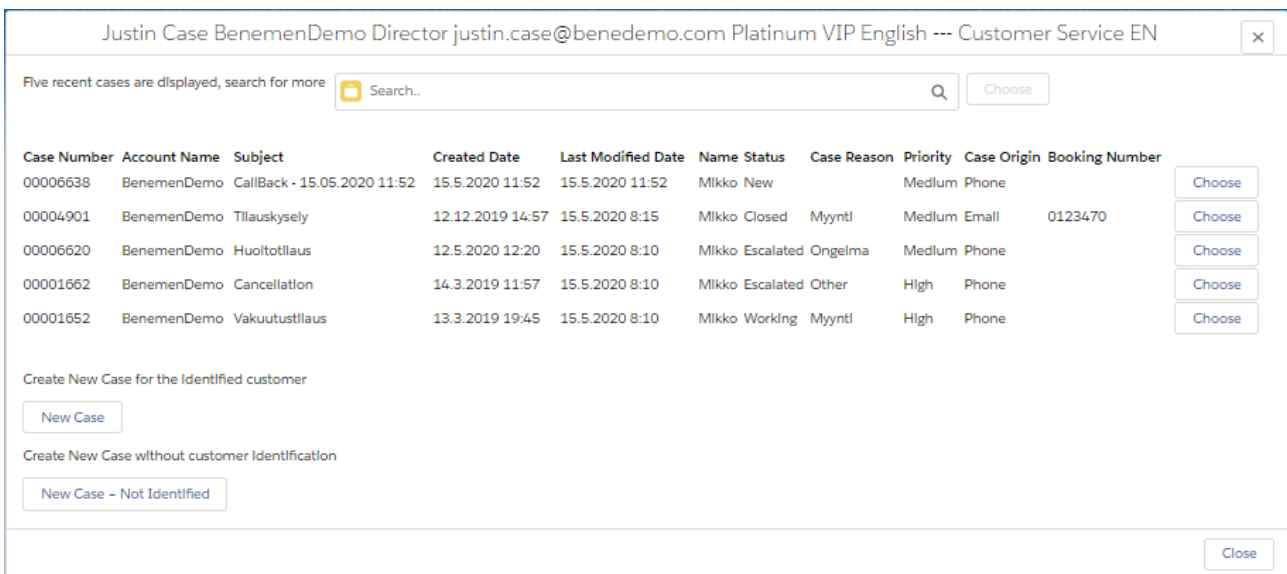 Justin Case BenemenDemo Director justin.case@benedemo.com Platinum VIP English --- Customer Service EN
Five recent cases are displayed, search for more Search.. Choose
Case Number Account Name Subject Created Date Last Modified Date Name Status Case Reason Priority Case Origin Booking Number
00006638 BenemenDemo CallBack - 15.05.2020 11:52 15.5.2020 11:52 15.5.2020 11:52 Mikko New Medium Phone Choose
00004901 BenemenDemo Tilauskysely 12.12.2019 14:57 15.5.2020 8:15 Mikko Closed Myynti Medium Email 0123470 Choose
00006620 BenemenDemo Huoltotilaus 12.5.2020 12:20 15.5.2020 8:10 Mikko Escalated Ongelma Medium Phone Choose
00001662 BenemenDemo Cancellation 14.3.2019 11:57 15.5.2020 8:10 Mikko Escalated Other High Phone Choose
00001652 BenemenDemo Vakuutustilaus 13.3.2019 19:45 15.5.2020 8:10 Mikko Working Myynti High Phone Choose
Create New Case for the identified customer
New Case
Create New Case without customer identification
New Case – Not Identified
Close